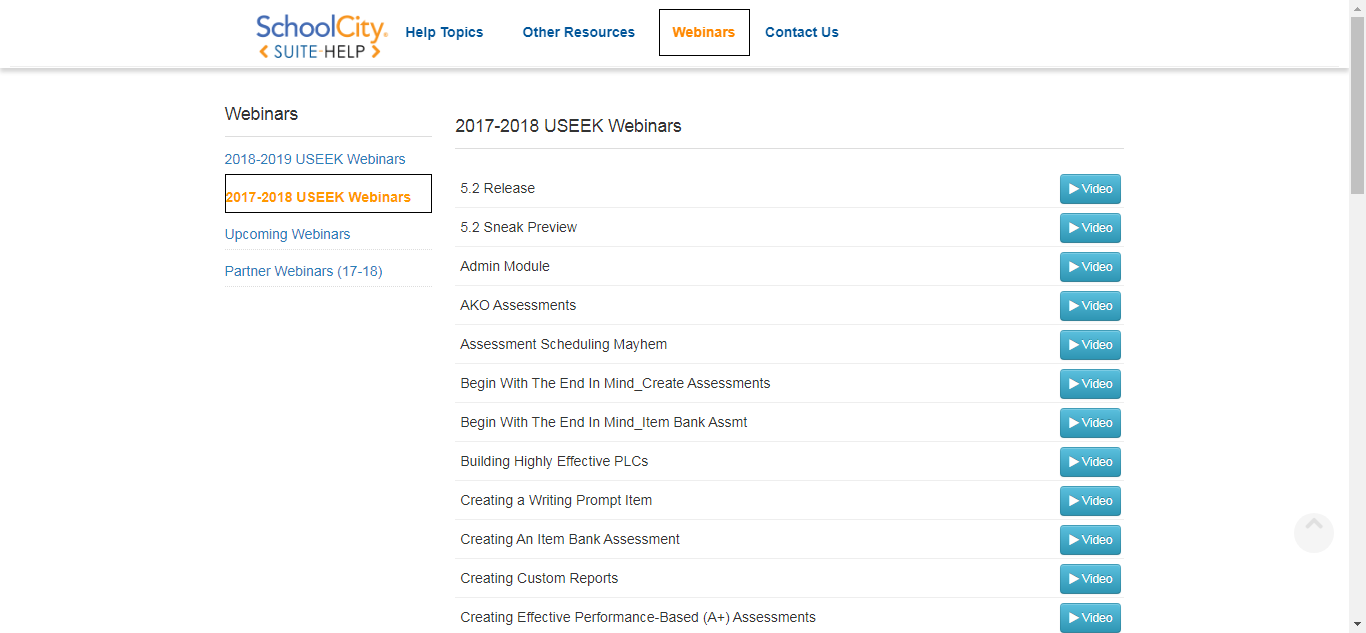 SchoolCity®
SUITE-HELP
Help Topics
Other Resources
Webinars
Contact Us
Webinars
2018-2019 USEEK Webinars
2017-2018 USEEK Webinars
Upcoming Webinars
Partner Webinars (17-18)
2017-2018 USEEK Webinars
5.2 Release Video
5.2 Sneak Preview Video
Admin Module Video
AKO Assessments Video
Assessment Scheduling Mayhem Video
Begin With The End In Mind_Create Assessments Video
Begin With The End In Mind_Item Bank Assmt Video
Building Highly Effective PLCs Video
Creating a Writing Prompt Item Video
Creating An Item Bank Assessment Video
Creating Custom Reports Video
Creating Effective Performance-Based (A+) Assessments Video